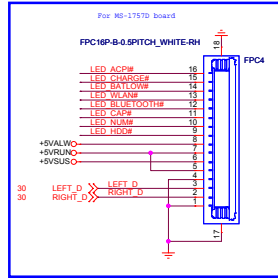 For MS-1757D board
FPC16P-B-0.5PITCH_WHITE-RH
18
FPC4
LED_ACPI# 16
LED_CHARGE# 15
LED_BATLOW# 14
LED_WLAN# 13
LED_BLUETOOTH# 12
LED_CAP# 11
LED_NUM# 10
LED_HDD# 9
+5VALW 8
+5VRUN 7
+5VSUS 6
5
4
30 LEFT_D LEFT_D 3
30 RIGHT_D RIGHT_D 2
1
17